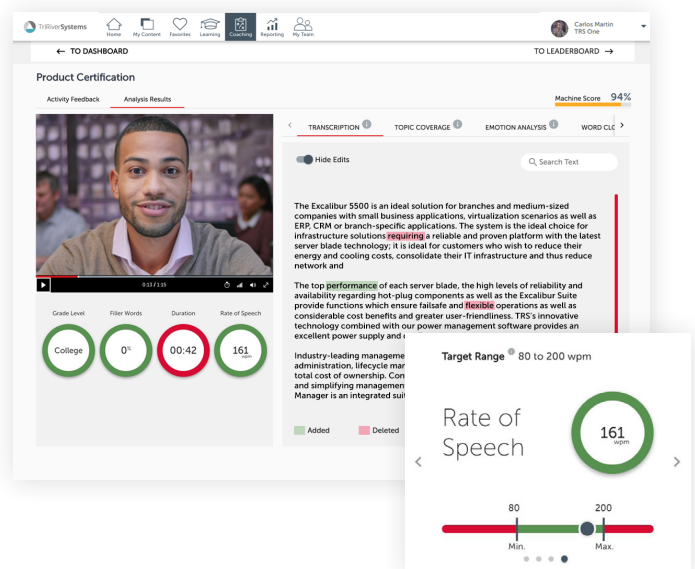 TriRiverSystems
Home
My Content
Favorites
Learning
Coaching
Reporting
My Team
Carlos Martin
TRS One
← TO DASHBOARD
TO LEADERBOARD →
Product Certification
Activity Feedback
Analysis Results
Machine Score 94%
TRANSCRIPTION
TOPIC COVERAGE
EMOTION ANALYSIS
WORD CLO
Hide Edits
Search Text
The Excalibur 5500 is an ideal solution for branches and medium-sized
companies with small business applications, virtualization scenarios as well as
ERP, CRM or branch-specific applications. The system is the ideal choice for
infrastructure solutions requiring a reliable and proven platform with the latest
server blade technology; it is ideal for customers who wish to reduce their
energy and cooling costs, consolidate their IT infrastructure and thus reduce
network and
The top performance of each server blade, the high levels of reliability and
availability regarding hot-plug components as well as the Excalibur Suite
provide functions which ensure failsafe and flexible operations as well as
considerable cost benefits and greater user-friendliness. TRS's innovative
technology combined with our power management software provides an
excellent power supply and
Industry-leading manageme
administration, lifecycle mar
total cost of ownership. Con
and simplifying management
Manager is an integrated suit
Added
Deleted
0:13 / 1:15
Grade Level
Filler Words
Duration
Rate of Speech
College
0%
00:42
161
wpm
Target Range 80 to 200 wpm
Rate of
Speech
161
wpm
80
200
Min.
Max.